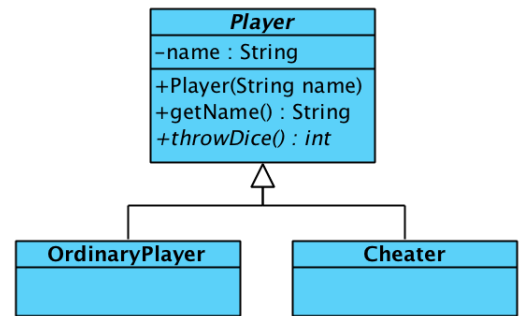 Player
-name : String
+Player(String name)
+getName() : String
+throwDice() : int
OrdinaryPlayer
Cheater